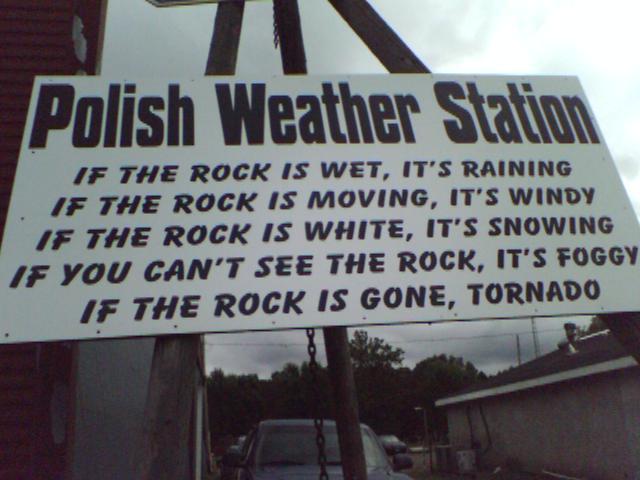 Polish Weather Station
IF THE ROCK IS WET, IT'S RAINING
IF THE ROCK IS MOVING, IT'S WINDY
IF THE ROCK IS WHITE, IT'S SNOWING
IF YOU CAN'T SEE THE ROCK, IT'S FOGGY
IF THE ROCK IS GONE, TORNADO